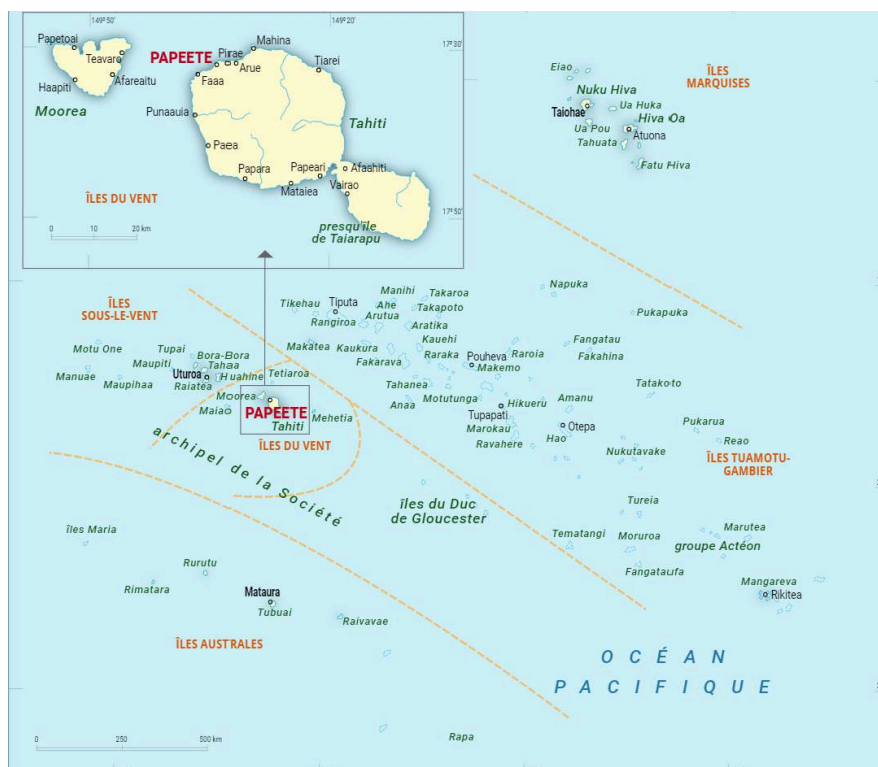 149° 50'
149° 20'
Papetoai
Teavaro
Haapiti
Afareaitu
Moorea
PAPEETE
Pirae
Mahina
Arue
Faaa
Tiarei
Punaauia
Tahiti
Paea
Papara
Papeari
Afaahiti
Mataiea
Vairao
ÎLES DU VENT
presqu'île
de Taiarapu
0 10 20 km
17° 30'
17° 50'
Eiao
ÎLES
MARQUISES
Nuku Hiva
Taiohae
Ua Huka
Hiva Oa
Ua Pou
Atuona
Tahuata
Fatu Hiva
ÎLES
SOUS-LE-VENT
Tikehau
Tiputa
Manihi
Takaroa
Ahe
Takapoto
Rangiroa
Arutua
Aratika
Napuka
Pukapuka
Motu One
Tupai
Bora-Bora
Makatea
Kaukura
Kauehi
Raraka
Fakarava
Pouheva
Makemo
Raroia
Fangatau
Fakahina
Maupiti
Tahaa
Uturoa
Huahine
Tetiaroa
Manuae
Maupihaa
Raiatea
Moorea
Maiao
PAPEETE
Tahiti
Mehetia
Tahanea
Anaa
Motutunga
Hikueru
Amanu
Tatakoto
Tupapati
Marokau
Ravahere
Otepa
Hao
Pukarua
Reao
Nukutavake
ÎLES DU VENT
ÎLES TUAMOTU-
GAMBIER
archipel de la Société
îles du Duc
de Gloucester
Tureia
Tematangi
Moruroa
Marutea
groupe Actéon
Fangataufa
Mangareva
Rikitea
îles Maria
Rurutu
Rimatara
Mataura
Tubuai
Raivavae
ÎLES AUSTRALES
OCÉAN
PACIFIQUE
Rapa
0 250 500 km